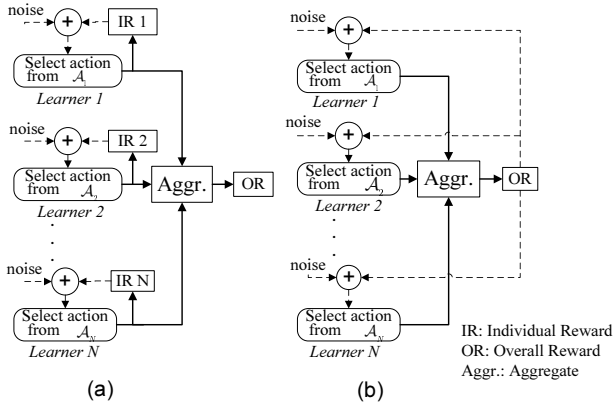 noise
+
IR 1
Select action
from 𝒜₁
Learner 1
noise
+
IR 2
Select action
from 𝒜₂
Learner 2
Aggr.
OR
noise
+
IR N
Select action
from 𝒜_N
Learner N
(a)
noise
+
Select action
from 𝒜₁
Learner 1
noise
+
Select action
from 𝒜₂
Learner 2
Aggr.
OR
noise
+
Select action
from 𝒜_N
Learner N
(b)
IR: Individual Reward
OR: Overall Reward
Aggr.: Aggregate